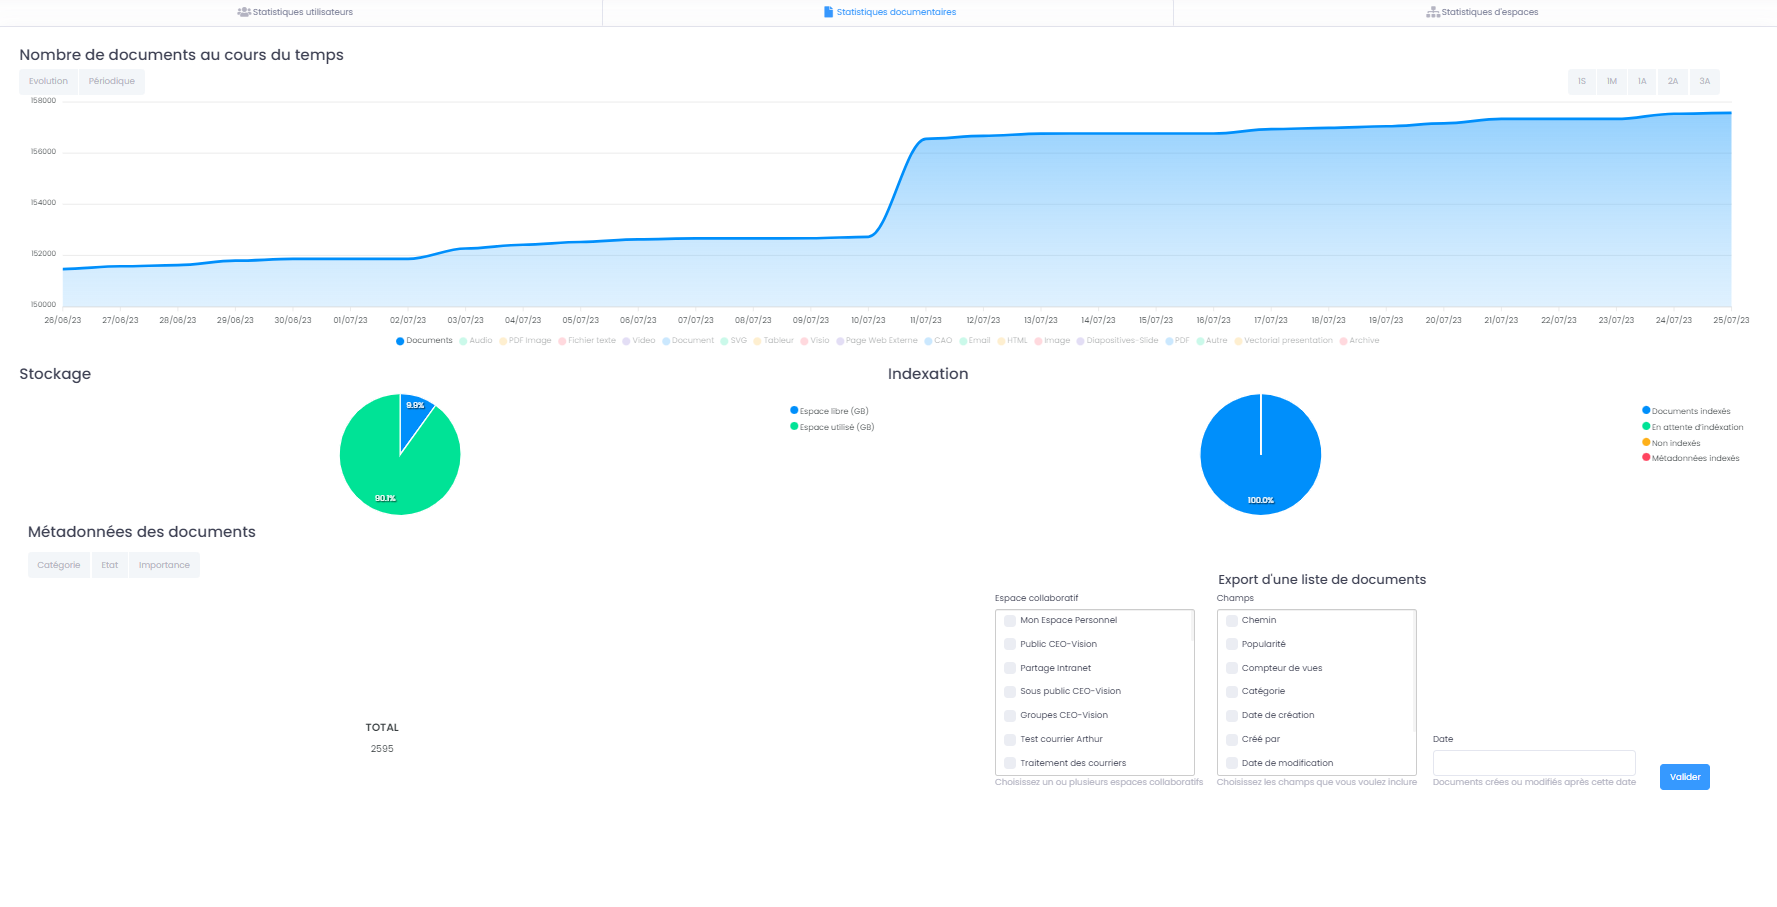 Statistiques utilisateurs
Statistiques documentaires
Statistiques d'espaces
Nombre de documents au cours du temps
Evolution Périodique
1S 1M 1A 2A 3A
158000
156000
154000
152000
150000
26/06/23 27/06/23 28/06/23 29/06/23 30/06/23 01/07/23 02/07/23 03/07/23 04/07/23 05/07/23 06/07/23 07/07/23 08/07/23 09/07/23 10/07/23 11/07/23 12/07/23 13/07/23 14/07/23 15/07/23 16/07/23 17/07/23 18/07/23 19/07/23 20/07/23 21/07/23 22/07/23 23/07/23 24/07/23 25/07/23
Documents Audio PDF Image Fichier texte Video Document SVG Tableur Visio Page Web Externe CAO Email HTML Image Diapositives-Slide PDF Autre Vectorial presentation Archive
Stockage
9.9%
90.1%
Espace libre (GB)
Espace utilisé (GB)
Indexation
100.0%
Documents indexés
En attente d'indéxation
Non indexés
Métadonnées indexés
Métadonnées des documents
Catégorie Etat Importance
TOTAL
2595
Export d'une liste de documents
Espace collaboratif
Mon Espace Personnel
Public CEO-Vision
Partage Intranet
Sous public CEO-Vision
Groupes CEO-Vision
Test courrier Arthur
Traitement des courriers
Choisissez un ou plusieurs espaces collaboratifs
Champs
Chemin
Popularité
Compteur de vues
Catégorie
Date de création
Créé par
Date de modification
Choisissez les champs que vous voulez inclure
Date
Documents crées ou modifiés après cette date
Valider